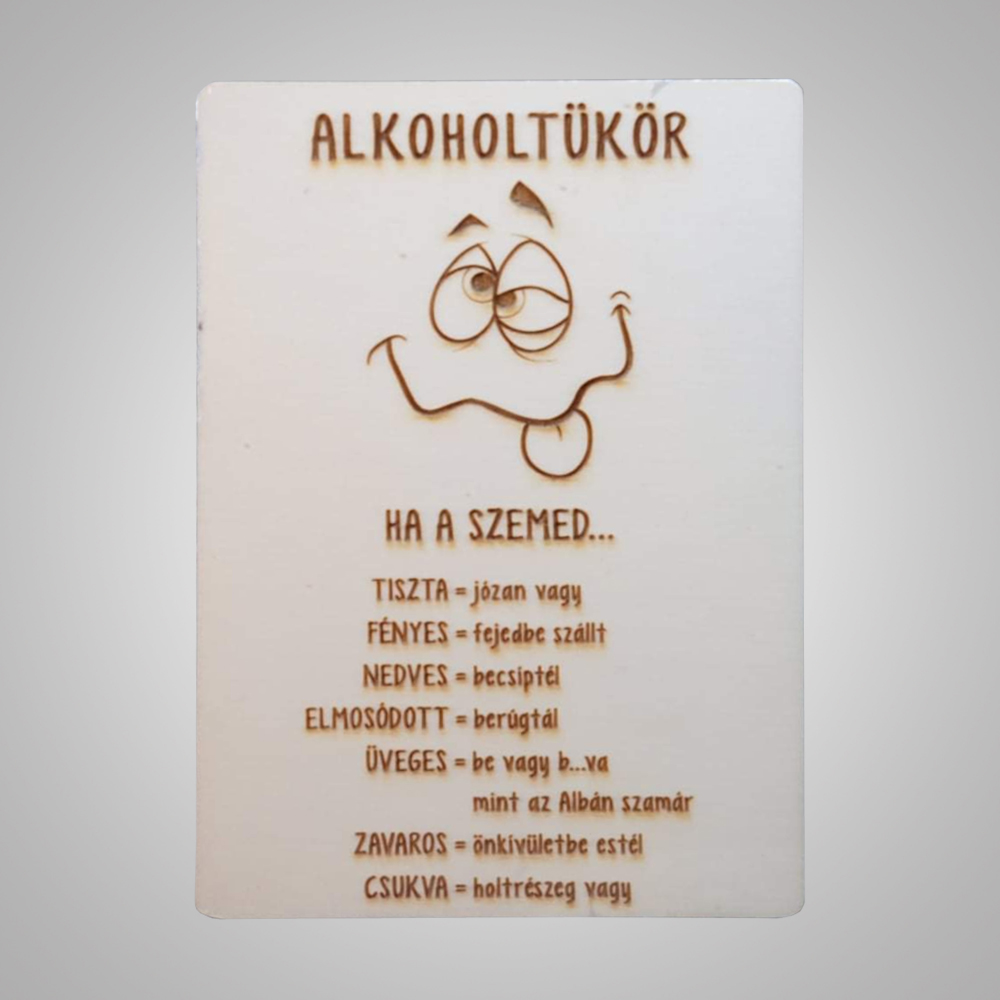 ALKOHOLTÜKÖR
HA A SZEMED...
TISZTA = józan vagy
FÉNYES = fejedbe szállt
NEDVES = becsíptél
ELMOSÓDOTT = berúgtál
ÜVEGES = be vagy b...va
mint az Albán szamár
ZAVAROS = önkívületbe estél
CSUKVA = holtrészeg vagy